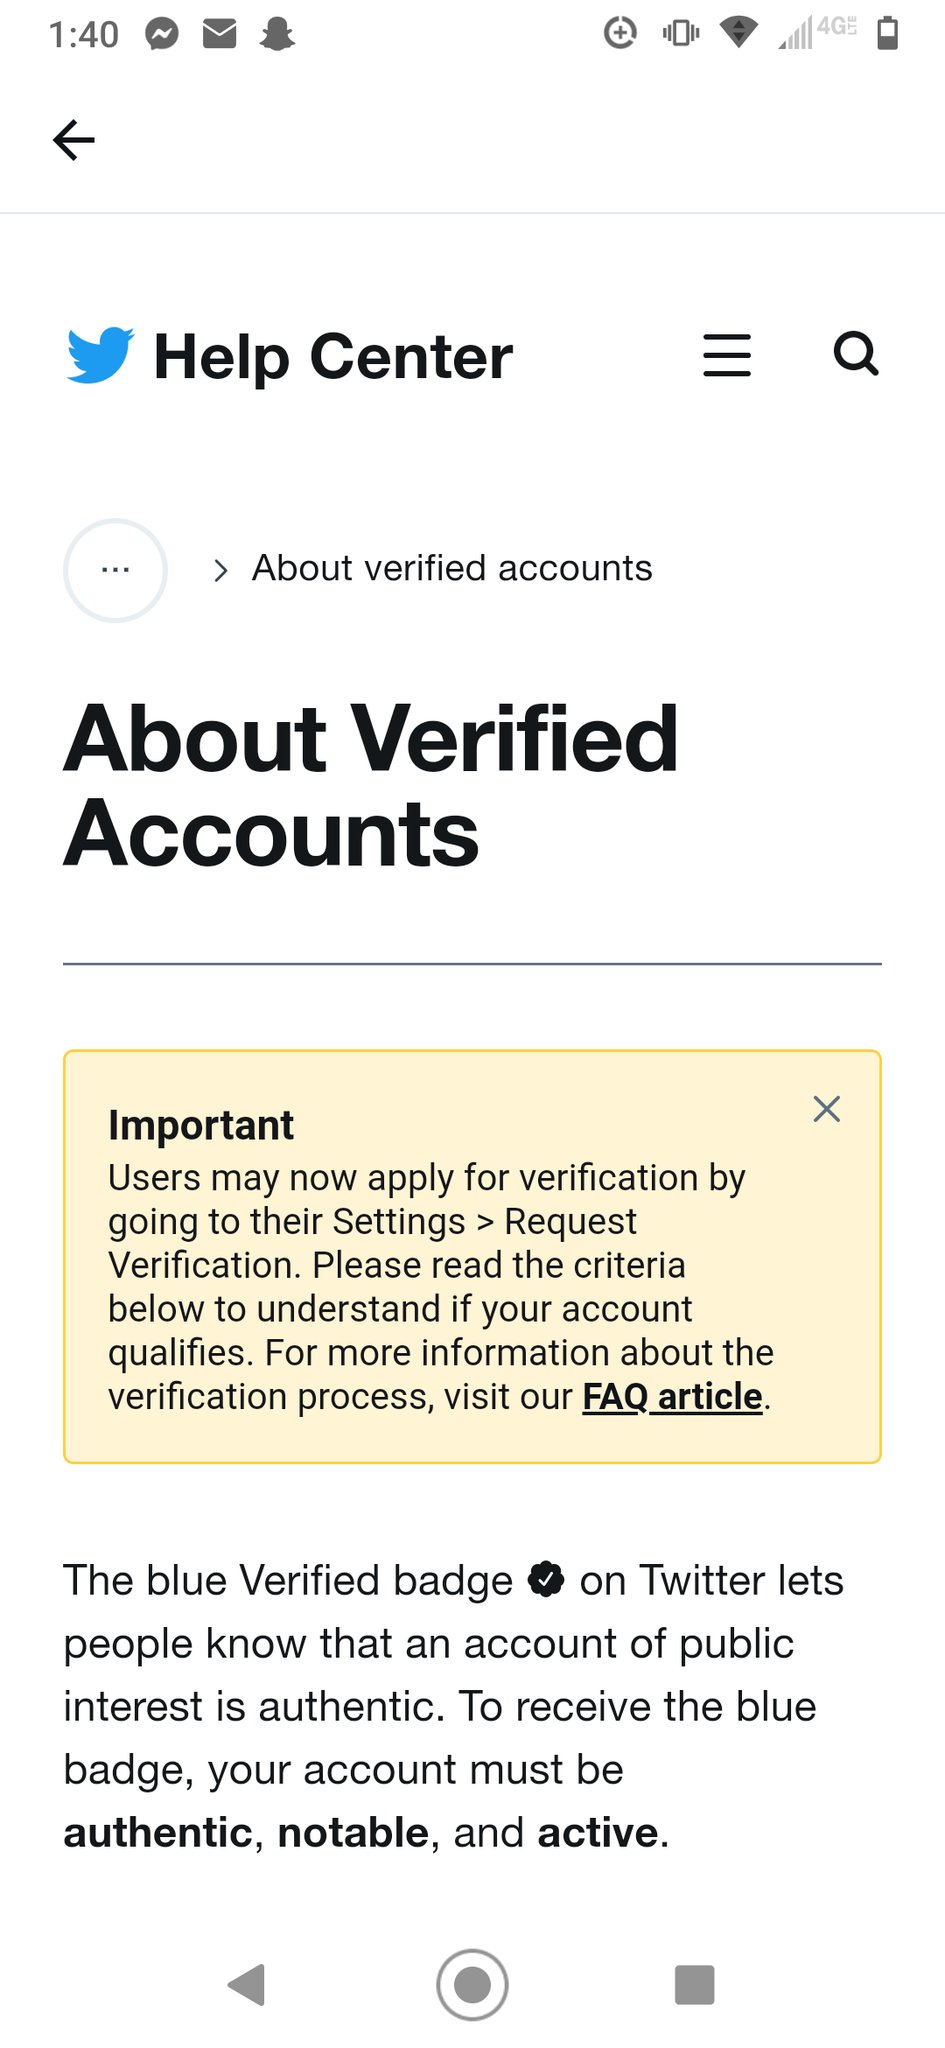 1:40
4G LTE
Help Center
...
> About verified accounts
About Verified
Accounts
Important
Users may now apply for verification by
going to their Settings > Request
Verification. Please read the criteria
below to understand if your account
qualifies. For more information about the
verification process, visit our FAQ article.
The blue Verified badge on Twitter lets
people know that an account of public
interest is authentic. To receive the blue
badge, your account must be
authentic, notable, and active.